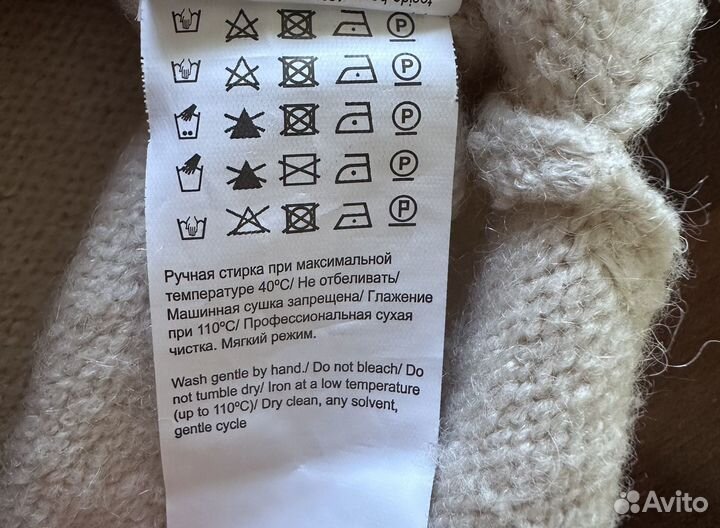 P
P
P
P
P
Ручная стирка при максимальной
температуре 40ºC/ Не отбеливать/
Машинная сушка запрещена/ Глажение
при 110ºC/ Профессиональная сухая
чистка. Мягкий режим.
Wash gentle by hand./ Do not bleach/ Do
not tumble dry/ Iron at a low temperature
(up to 110ºC)/ Dry clean, any solvent,
gentle cycle
Avito